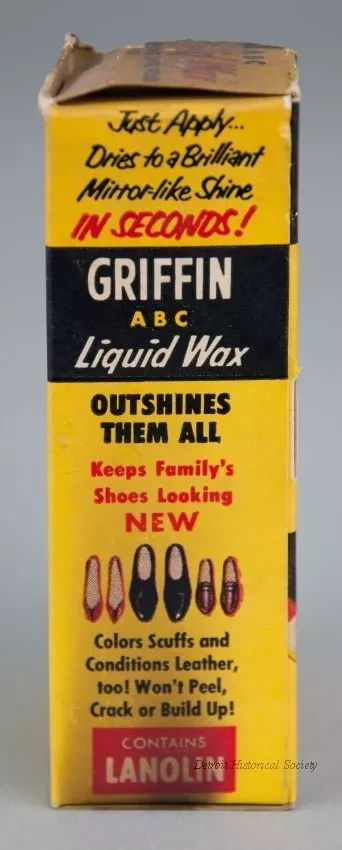 Just Apply...
Dries to a Brilliant
Mirror-like Shine
IN SECONDS!
GRIFFIN
ABC
Liquid Wax
OUTSHINES
THEM ALL
Keeps Family's
Shoes Looking
NEW
Colors Scuffs and
Conditions Leather,
too! Won't Peel,
Crack or Build Up!
CONTAINS
LANOLIN
Detroit Historical Society